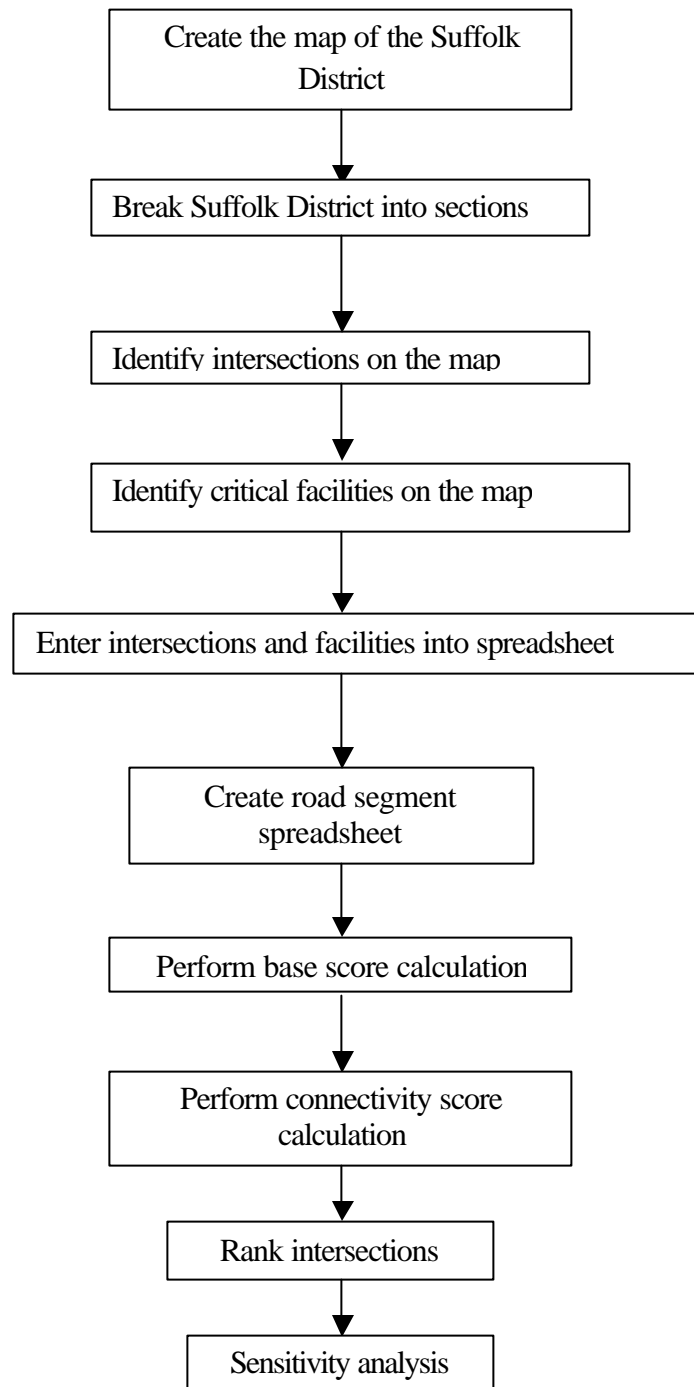 Create the map of the Suffolk
District
Break Suffolk District into sections
Identify intersections on the map
Identify critical facilities on the map
Enter intersections and facilities into spreadsheet
Create road segment
spreadsheet
Perform base score calculation
Perform connectivity score
calculation
Rank intersections
Sensitivity analysis